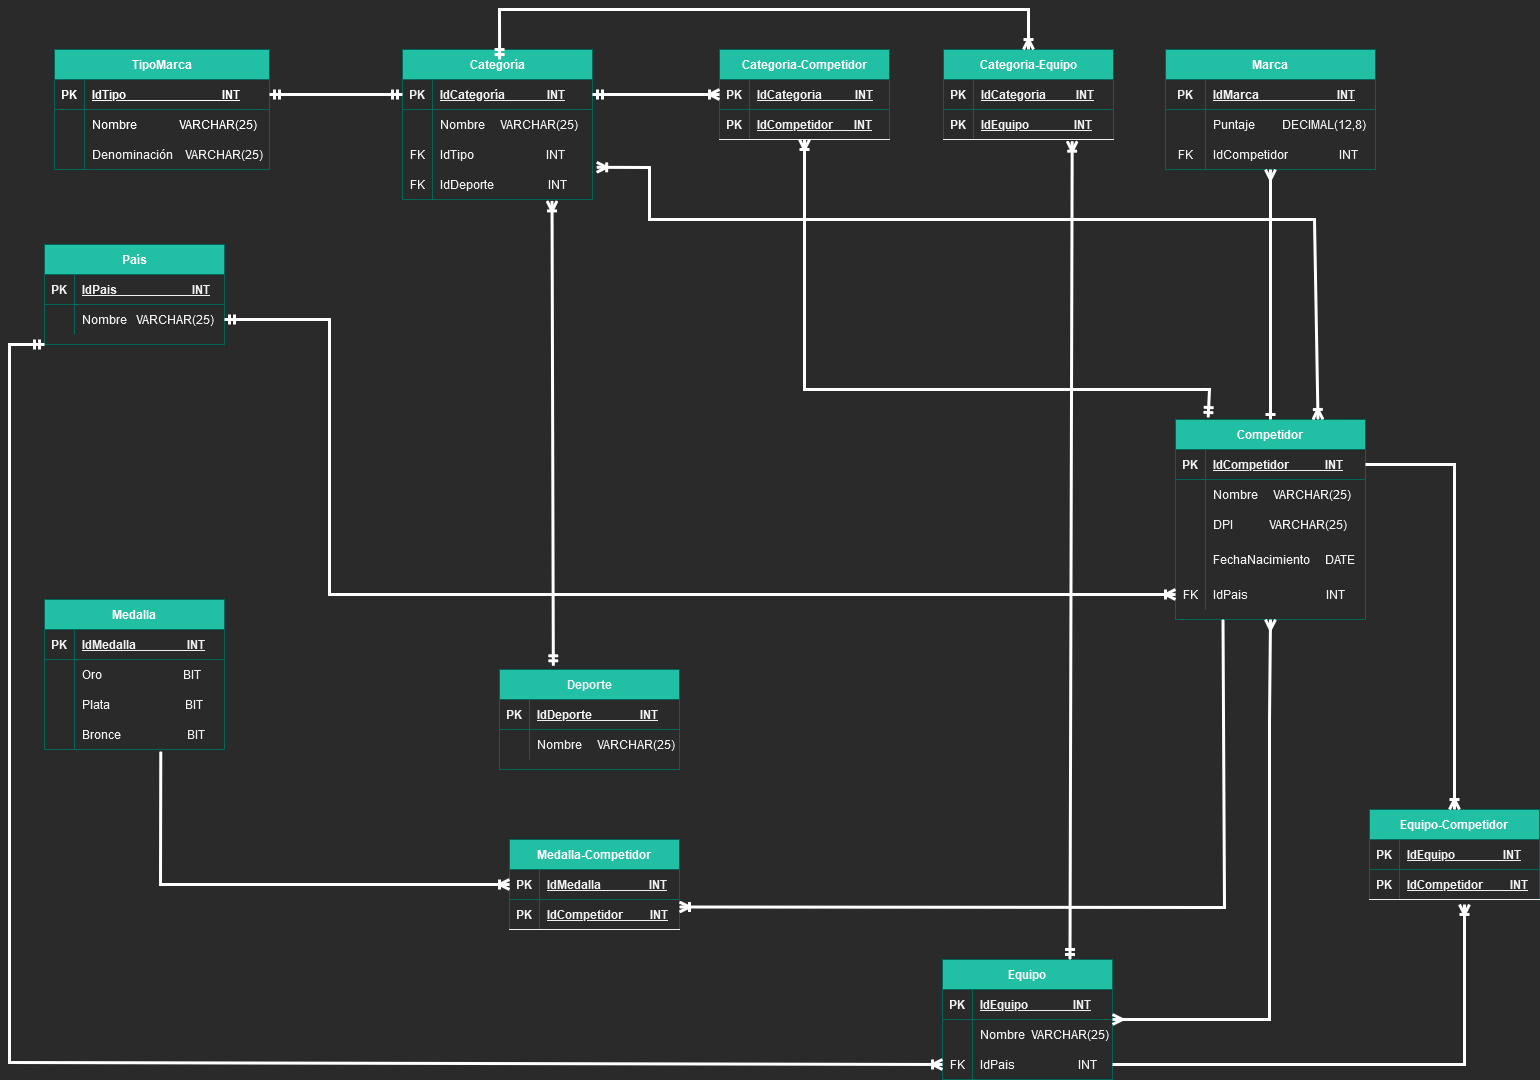 TipoMarca
PK IdTipo INT
Nombre VARCHAR(25)
Denominación VARCHAR(25)
Categoría
PK IdCategoría INT
Nombre VARCHAR(25)
FK IdTipo INT
FK IdDeporte INT
Categoria-Competidor
PK IdCategoria INT
PK IdCompetidor INT
Categoria-Equipo
PK IdCategoria INT
PK IdEquipo INT
Marca
PK IdMarca INT
Puntaje DECIMAL(12,8)
FK IdCompetidor INT
País
PK IdPais INT
Nombre VARCHAR(25)
Competidor
PK IdCompetidor INT
Nombre VARCHAR(25)
DPI VARCHAR(25)
FechaNacimiento DATE
FK IdPais INT
Medalla
PK IdMedalla INT
Oro BIT
Plata BIT
Bronce BIT
Deporte
PK IdDeporte INT
Nombre VARCHAR(25)
Medalla-Competidor
PK IdMedalla INT
PK IdCompetidor INT
Equipo-Competidor
PK IdEquipo INT
PK IdCompetidor INT
Equipo
PK IdEquipo INT
Nombre VARCHAR(25)
FK IdPais INT